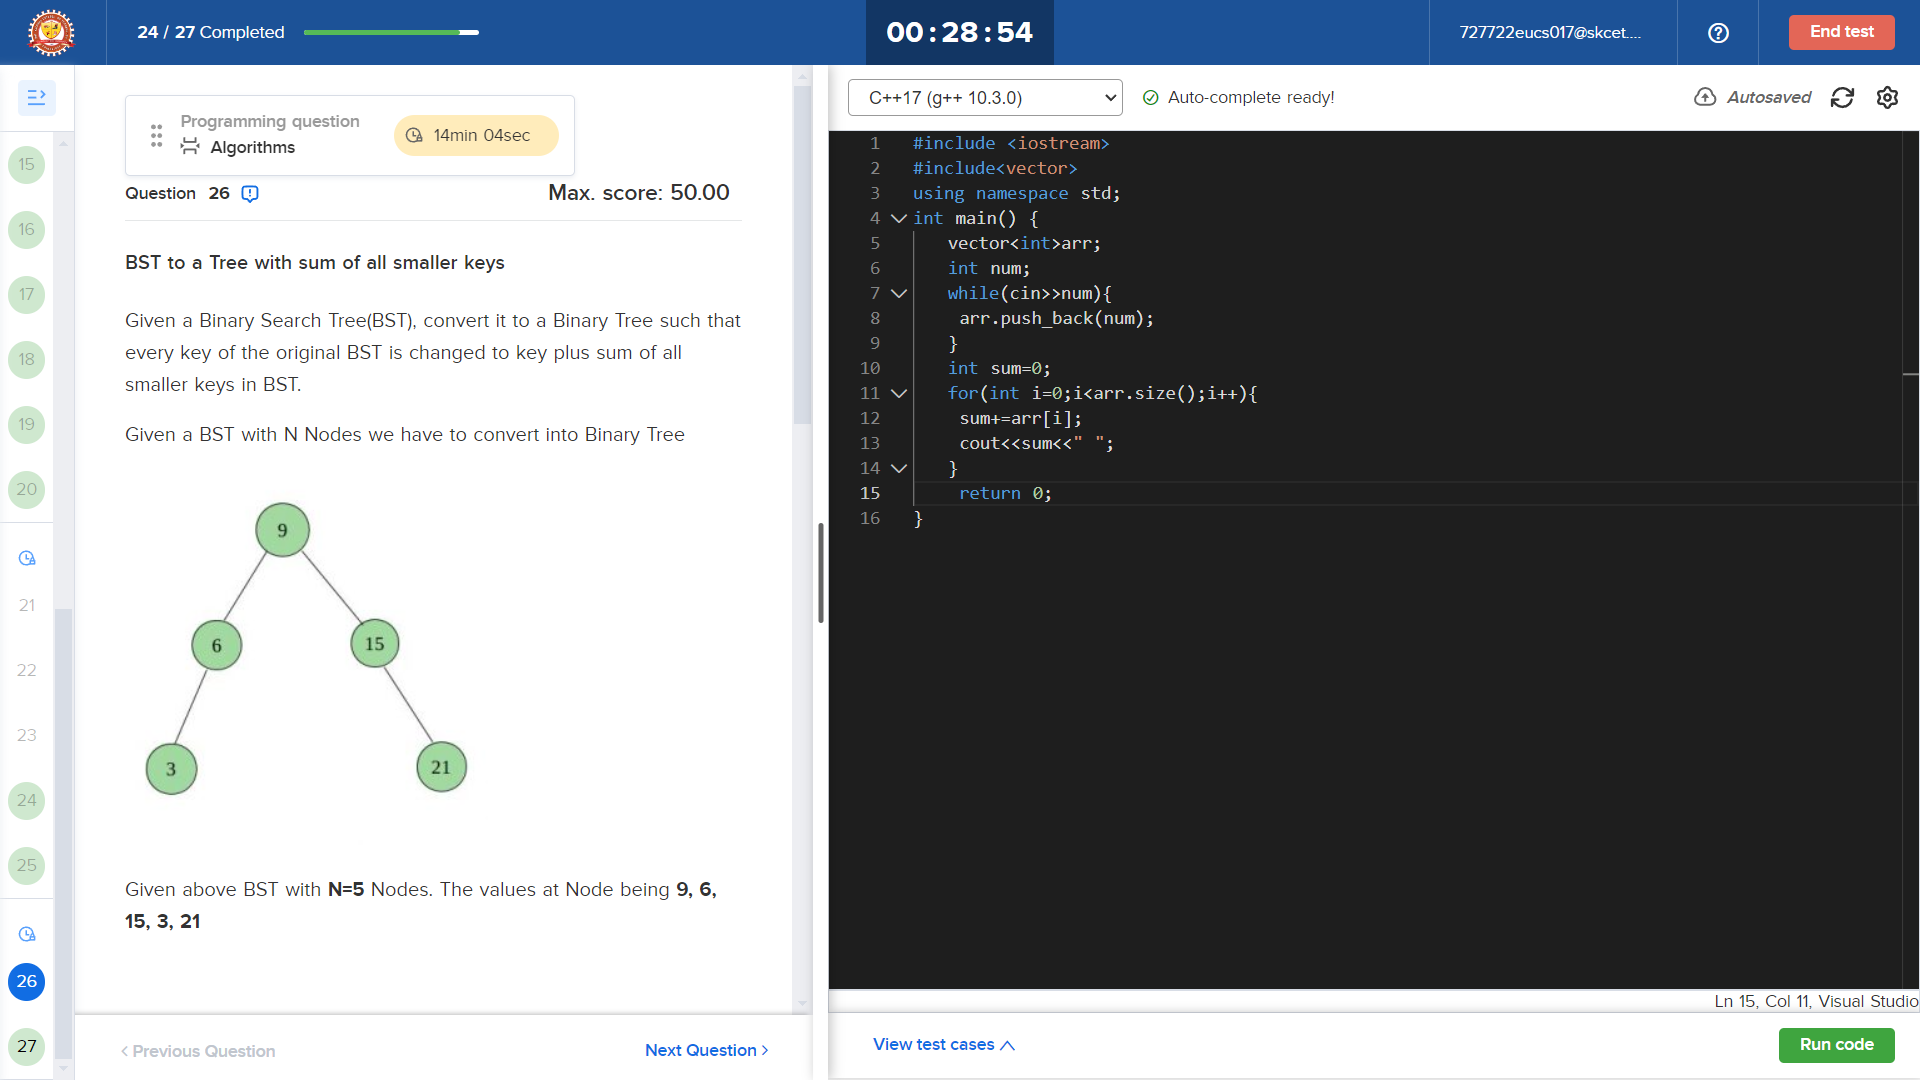 24 / 27 Completed
00 : 28 : 54
727722eucs017@skcet....
End test
15
16
17
18
19
20
21
22
23
24
25
26
27
Programming question
Algorithms
14min 04sec
Question 26
Max. score: 50.00
BST to a Tree with sum of all smaller keys
Given a Binary Search Tree(BST), convert it to a Binary Tree such that
every key of the original BST is changed to key plus sum of all
smaller keys in BST.
Given a BST with N Nodes we have to convert into Binary Tree
9
6
15
3
21
Given above BST with N=5 Nodes. The values at Node being 9, 6,
15, 3, 21
< Previous Question
Next Question >
C++17 (g++ 10.3.0)
Auto-complete ready!
Autosaved
1 #include <iostream>
2 #include<vector>
3 using namespace std;
4 int main() {
5 vector<int>arr;
6 int num;
7 while(cin>>num){
8 arr.push_back(num);
9 }
10 int sum=0;
11 for(int i=0;i<arr.size();i++){
12 sum+=arr[i];
13 cout<<sum<<" ";
14 }
15 return 0;
16 }
Ln 15, Col 11, Visual Studio
View test cases
Run code